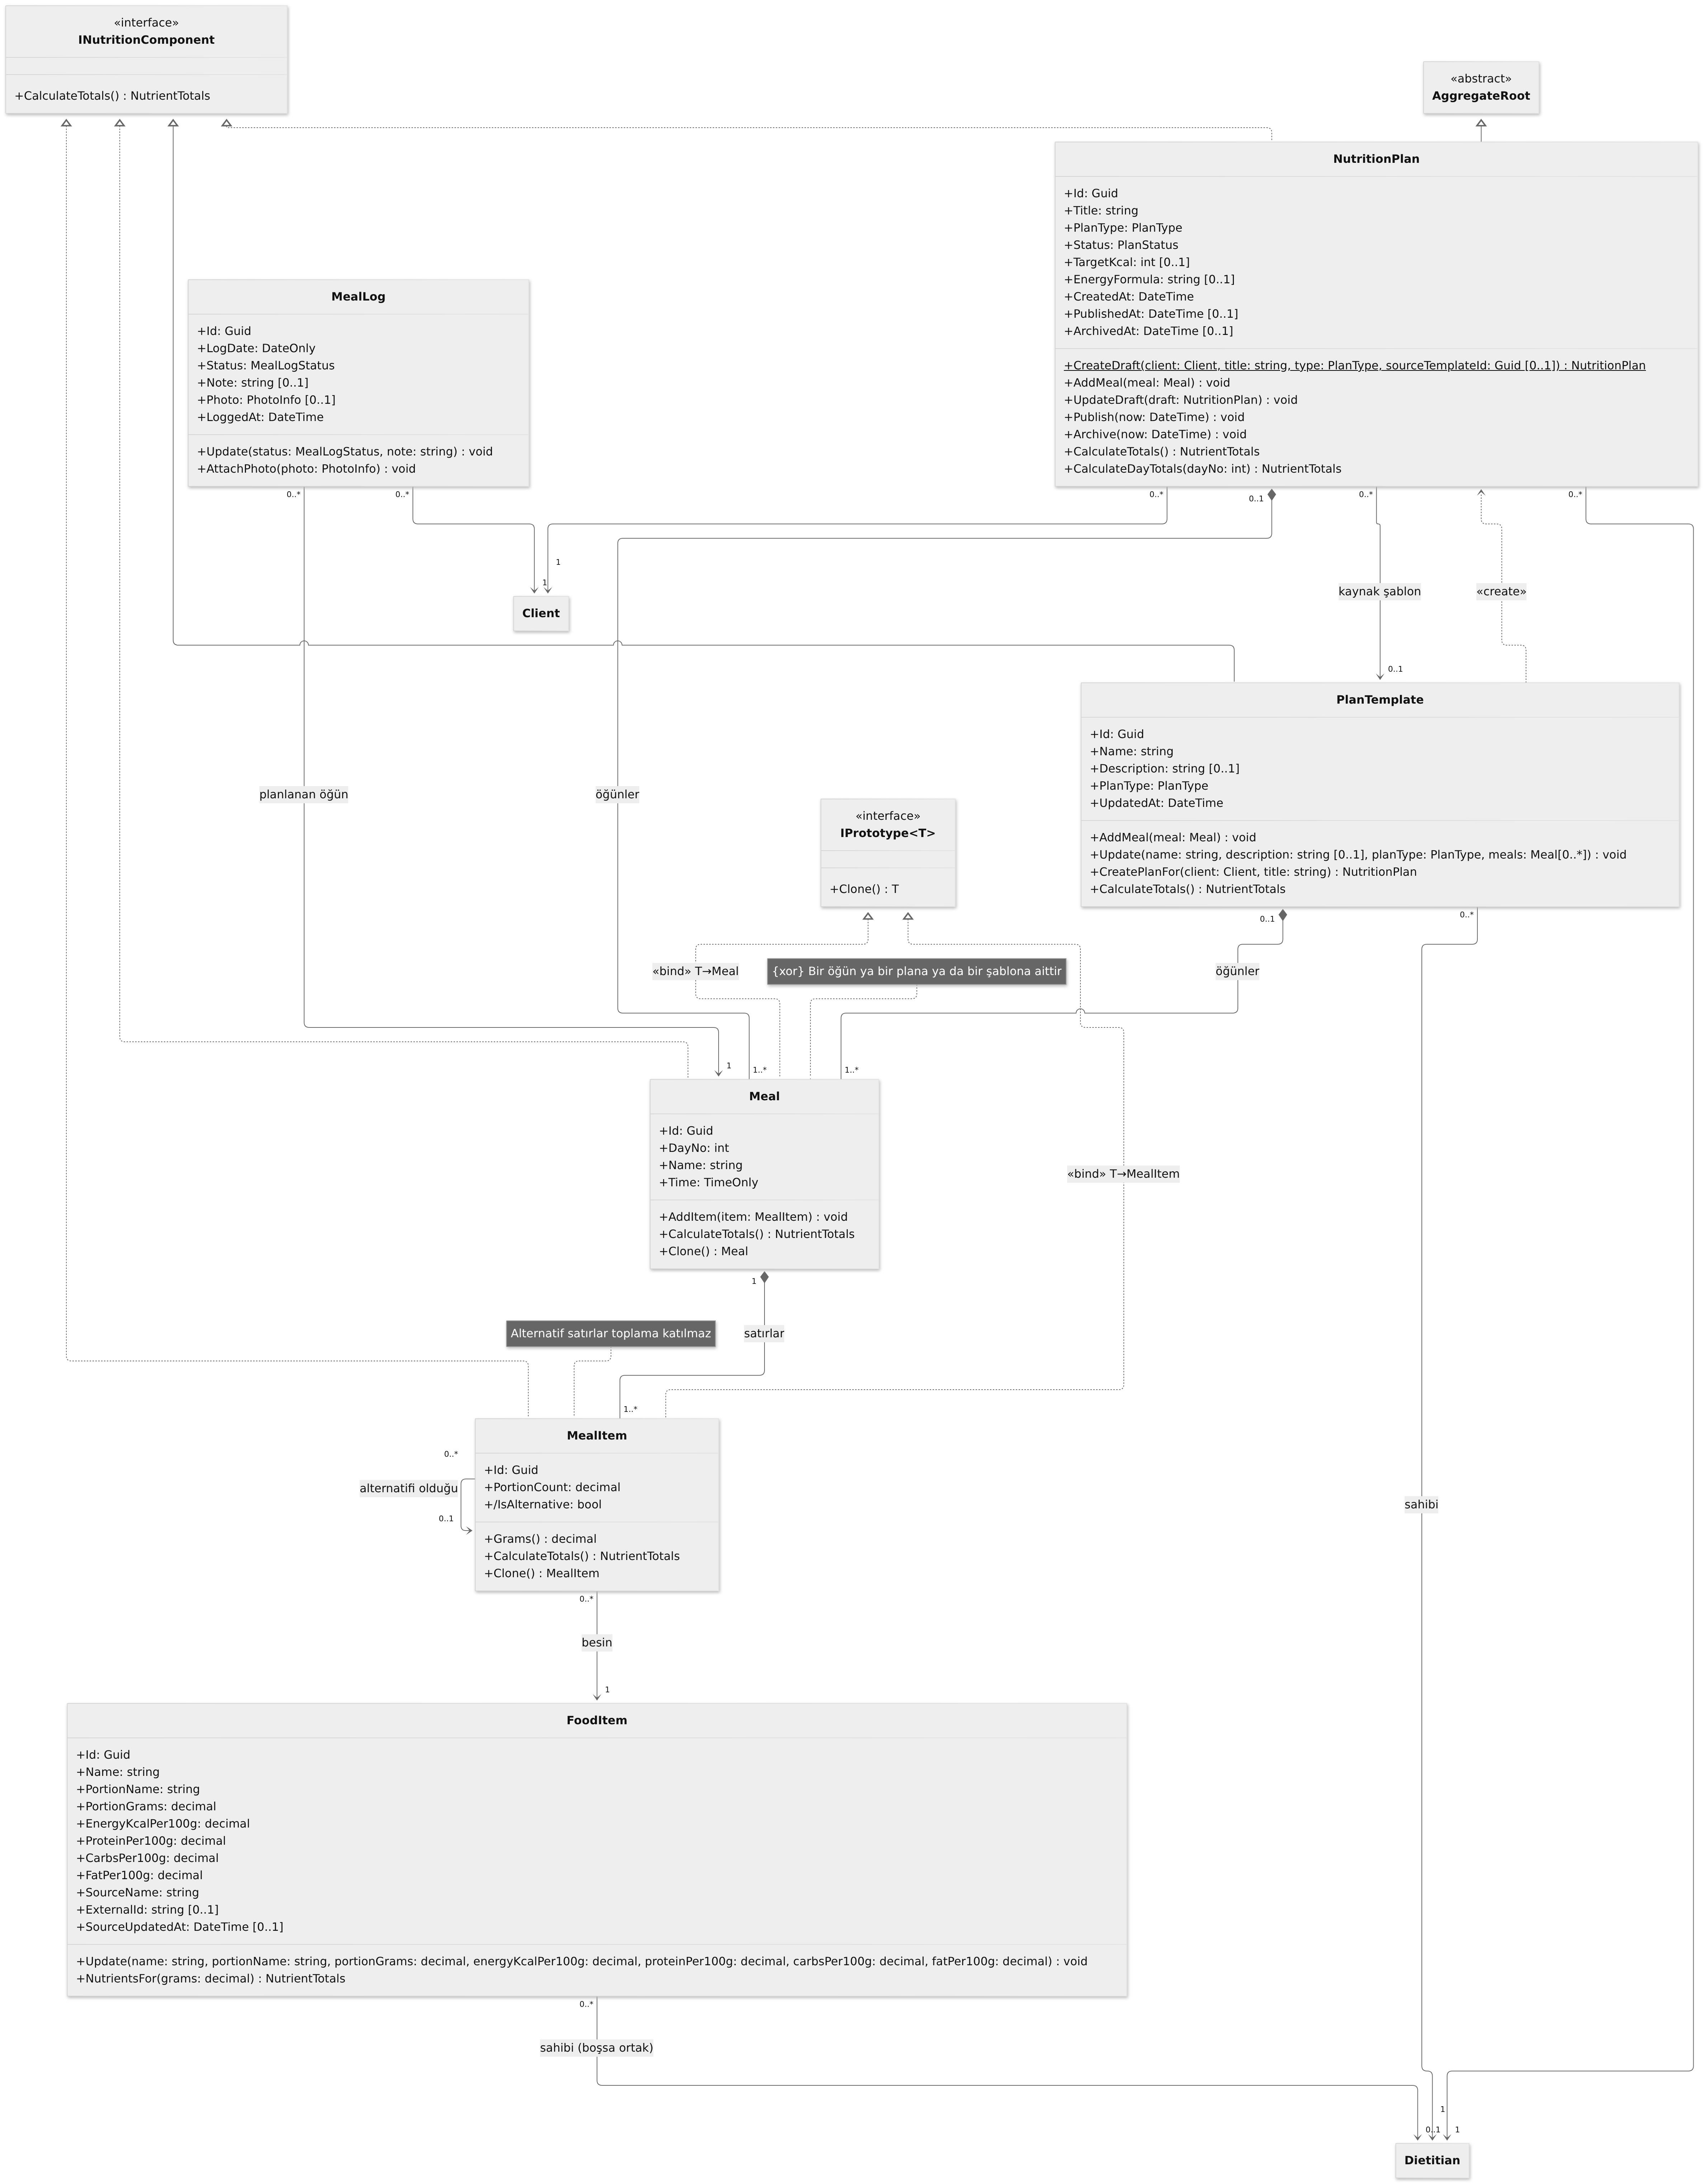 «interface»
INutritionComponent
+CalculateTotals() : NutrientTotals
«abstract»
AggregateRoot
NutritionPlan
+Id: Guid
+Title: string
+PlanType: PlanType
+Status: PlanStatus
+TargetKcal: int [0..1]
+EnergyFormula: string [0..1]
+CreatedAt: DateTime
+PublishedAt: DateTime [0..1]
+ArchivedAt: DateTime [0..1]
+CreateDraft(client: Client, title: string, type: PlanType, sourceTemplateId: Guid [0..1]) : NutritionPlan
+AddMeal(meal: Meal) : void
+UpdateDraft(draft: NutritionPlan) : void
+Publish(now: DateTime) : void
+Archive(now: DateTime) : void
+CalculateTotals() : NutrientTotals
+CalculateDayTotals(dayNo: int) : NutrientTotals
MealLog
+Id: Guid
+LogDate: DateOnly
+Status: MealLogStatus
+Note: string [0..1]
+Photo: PhotoInfo [0..1]
+LoggedAt: DateTime
+Update(status: MealLogStatus, note: string) : void
+AttachPhoto(photo: PhotoInfo) : void
0..*
0..*
0..*
0..1
0..*
0..*
1
1
Client
kaynak şablon
«create»
0..1
PlanTemplate
+Id: Guid
+Name: string
+Description: string [0..1]
+PlanType: PlanType
+UpdatedAt: DateTime
+AddMeal(meal: Meal) : void
+Update(name: string, description: string [0..1], planType: PlanType, meals: Meal[0..*]) : void
+CreatePlanFor(client: Client, title: string) : NutritionPlan
+CalculateTotals() : NutrientTotals
planlanan öğün
öğünler
«interface»
IPrototype<T>
+Clone() : T
0..1
0..*
«bind» T→Meal
{xor} Bir öğün ya bir plana ya da bir şablona aittir
öğünler
1
1..*
1..*
Meal
+Id: Guid
+DayNo: int
+Name: string
+Time: TimeOnly
+AddItem(item: MealItem) : void
+CalculateTotals() : NutrientTotals
+Clone() : Meal
«bind» T→MealItem
1
Alternatif satırlar toplama katılmaz
satırlar
1..*
MealItem
+Id: Guid
+PortionCount: decimal
+/IsAlternative: bool
+Grams() : decimal
+CalculateTotals() : NutrientTotals
+Clone() : MealItem
0..*
alternatifi olduğu
0..1
sahibi
0..*
besin
1
FoodItem
+Id: Guid
+Name: string
+PortionName: string
+PortionGrams: decimal
+EnergyKcalPer100g: decimal
+ProteinPer100g: decimal
+CarbsPer100g: decimal
+FatPer100g: decimal
+SourceName: string
+ExternalId: string [0..1]
+SourceUpdatedAt: DateTime [0..1]
+Update(name: string, portionName: string, portionGrams: decimal, energyKcalPer100g: decimal, proteinPer100g: decimal, carbsPer100g: decimal, fatPer100g: decimal) : void
+NutrientsFor(grams: decimal) : NutrientTotals
0..*
sahibi (boşsa ortak)
1
0..1
1
Dietitian